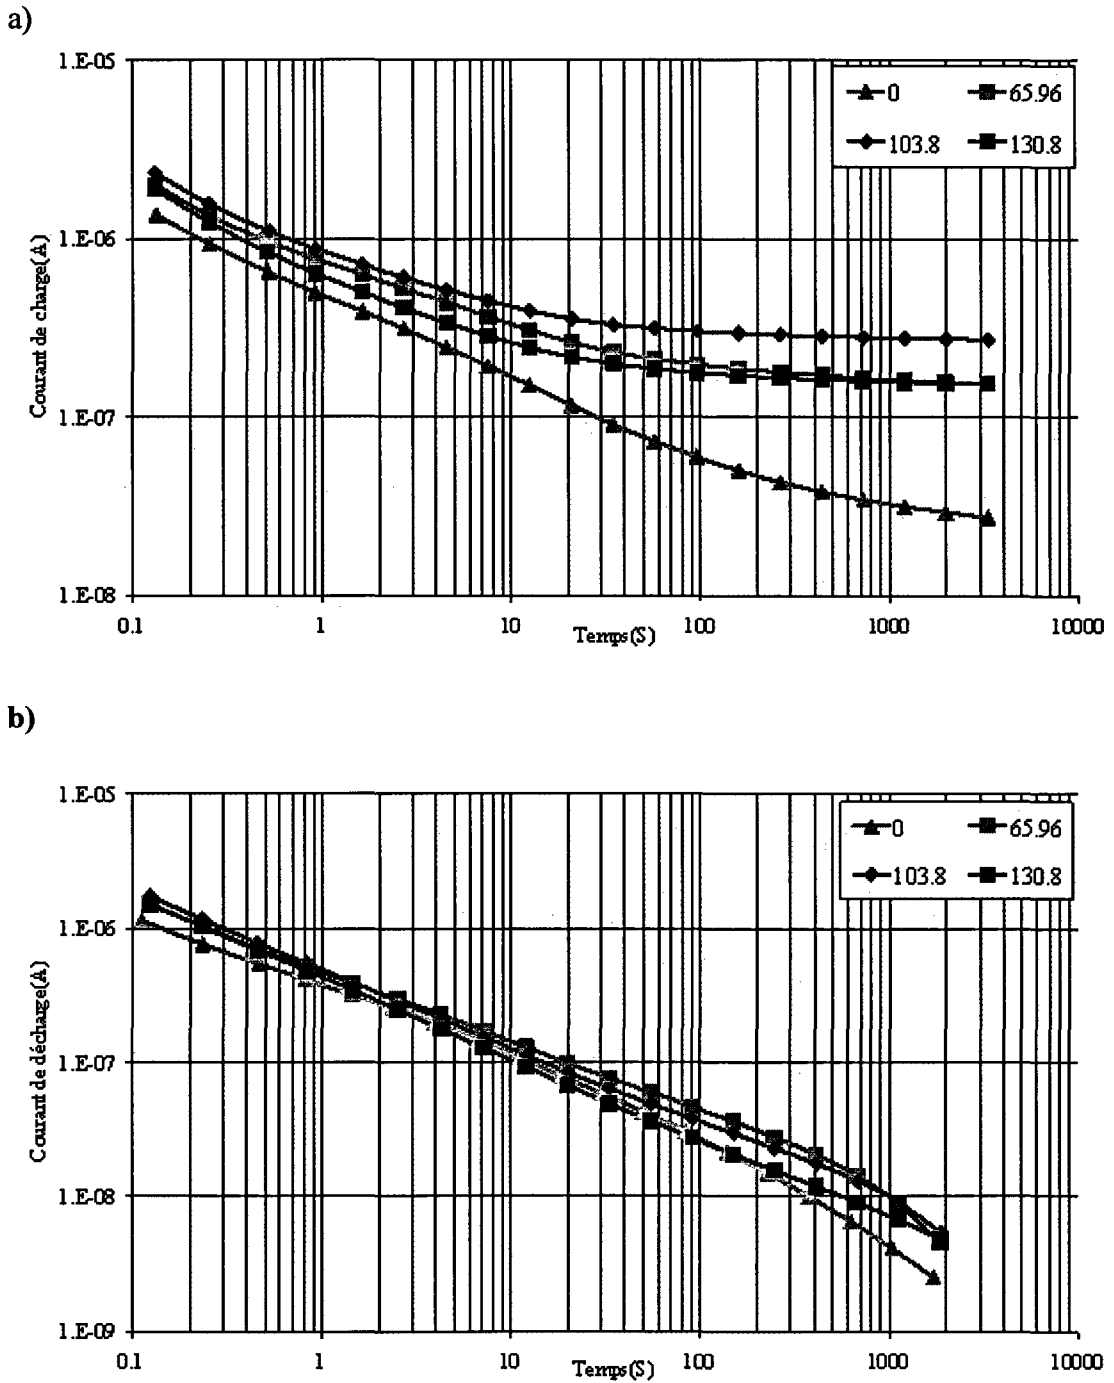 a)
1.E-05
1.E-06
1.E-07
1.E-08
Courant de charge(A)
0
65.96
103.8
130.8
0.1
1
10
100
1000
10000
Temps(S)
b)
1.E-05
1.E-06
1.E-07
1.E-08
1.E-09
Courant de décharge(A)
0
65.96
103.8
130.8
0.1
1
10
100
1000
10000
Temps(S)